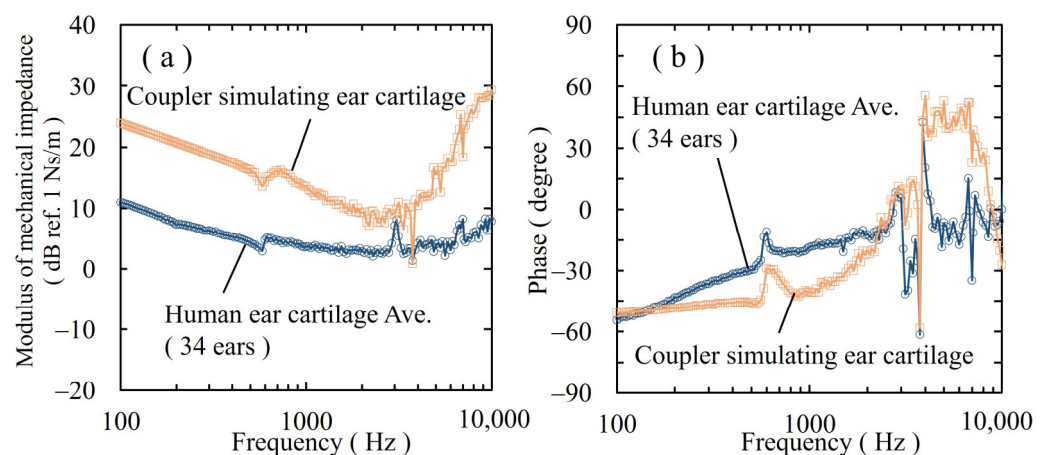 Modulus of mechanical impedance
( dB ref. 1 Ns/m )
40
30
20
10
0
–10
–20
( a )
Coupler simulating ear cartilage
Human ear cartilage Ave.
( 34 ears )
100
1000
10,000
Frequency ( Hz )
Phase ( degree )
90
60
30
0
–30
–60
–90
( b )
Human ear cartilage Ave.
( 34 ears )
Coupler simulating ear cartilage
100
1000
10,000
Frequency ( Hz )